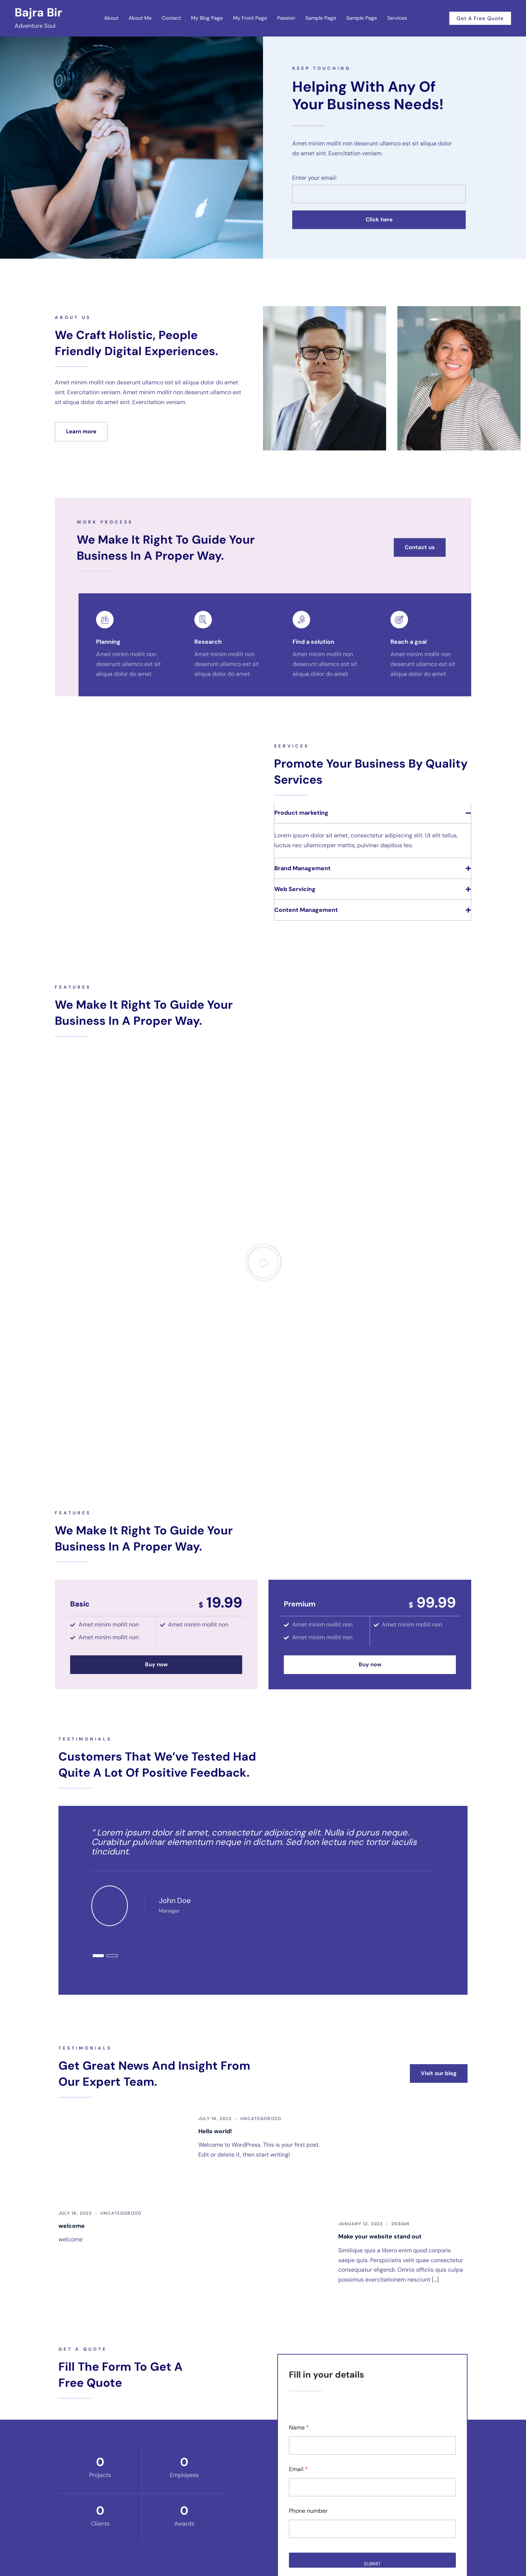 Bajra Bir
Adventure Soul.
About About Me Contact My Blog Page My Front Page Passion Sample Page Sample Page Services
Get A Free Quote
KEEP TOUCHING
Helping With Any Of
Your Business Needs!
Amet minim mollit non deserunt ullamco est sit aliqua dolor
do amet sint. Exercitation veniam.
Enter your email:
Click here
ABOUT US
We Craft Holistic, People
Friendly Digital Experiences.
Amet minim mollit non deserunt ullamco est sit aliqua dolor do amet
sint. Exercitation veniam. Amet minim mollit non deserunt ullamco est
sit aliqua dolor do amet sint. Exercitation veniam.
Learn more
WORK PROCESS
We Make It Right To Guide Your
Business In A Proper Way.
Contact us
Planning
Amet minim mollit non
deserunt ullamco est sit
aliqua dolor do amet
Research
Amet minim mollit non
deserunt ullamco est sit
aliqua dolor do amet
Find a solution
Amet minim mollit non
deserunt ullamco est sit
aliqua dolor do amet
Reach a goal
Amet minim mollit non
deserunt ullamco est sit
aliqua dolor do amet
SERVICES
Promote Your Business By Quality
Services
Product marketing
Lorem ipsum dolor sit amet, consectetur adipiscing elit. Ut elit tellus,
luctus nec ullamcorper mattis, pulvinar dapibus leo.
Brand Management
Web Servicing
Content Management
FEATURES
We Make It Right To Guide Your
Business In A Proper Way.
FEATURES
We Make It Right To Guide Your
Business In A Proper Way.
Basic
$ 19.99
Amet minim mollit non
Amet minim mollit non
Amet minim mollit non
Buy now
Premium
$ 99.99
Amet minim mollit non
Amet minim mollit non
Amet minim mollit non
Buy now
TESTIMONIALS
Customers That We've Tested Had
Quite A Lot Of Positive Feedback.
“ Lorem ipsum dolor sit amet, consectetur adipiscing elit. Nulla id purus neque.
Curabitur pulvinar elementum neque in dictum. Sed non lectus nec tortor iaculis
tincidunt.
John Doe
Manager
TESTIMONIALS
Get Great News And Insight From
Our Expert Team.
Visit our blog
JULY 16, 2023 - UNCATEGORIZED
Hello world!
Welcome to WordPress. This is your first post.
Edit or delete it, then start writing!
JULY 16, 2023 - UNCATEGORIZED
welcome
welcome
JANUARY 12, 2022 - DESIGN
Make your website stand out
Similique quis a libero enim quod corporis
saepe quis. Perspiciatis velit quae consectetur
consequatur eligendi. Omnis officiis quis culpa
possimus exercitationem nesciunt [...]
GET A QUOTE
Fill The Form To Get A
Free Quote
0
Projects
0
Employees
0
Clients
0
Awards
Fill in your details
Name *
Email *
Phone number
SUBMIT